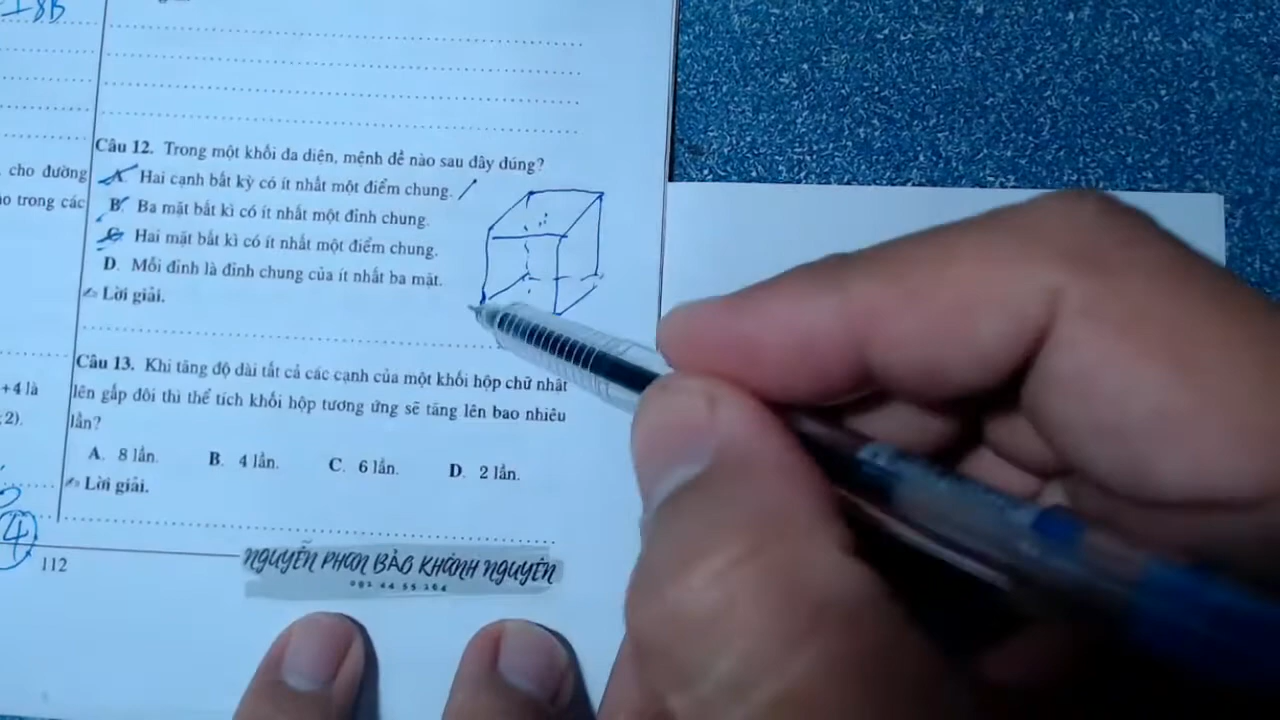 Câu 12. Trong một khối đa diện, mệnh đề nào sau đây đúng?
cho đường
A. Hai cạnh bất kỳ có ít nhất một điểm chung.
ào trong các
B. Ba mặt bất kì có ít nhất một đỉnh chung.
C. Hai mặt bất kì có ít nhất một điểm chung.
D. Mỗi đỉnh là đỉnh chung của ít nhất ba mặt.
Lời giải.
Câu 13. Khi tăng độ dài tất cả các cạnh của một khối hộp chữ nhật
+4 là
lên gấp đôi thì thể tích khối hộp tương ứng sẽ tăng lên bao nhiêu
; 2).
lần?
A. 8 lần. B. 4 lần. C. 6 lần. D. 2 lần.
Lời giải.
4
112
NGUYỄN PHAN BẢO KHÁNH NGUYÊN